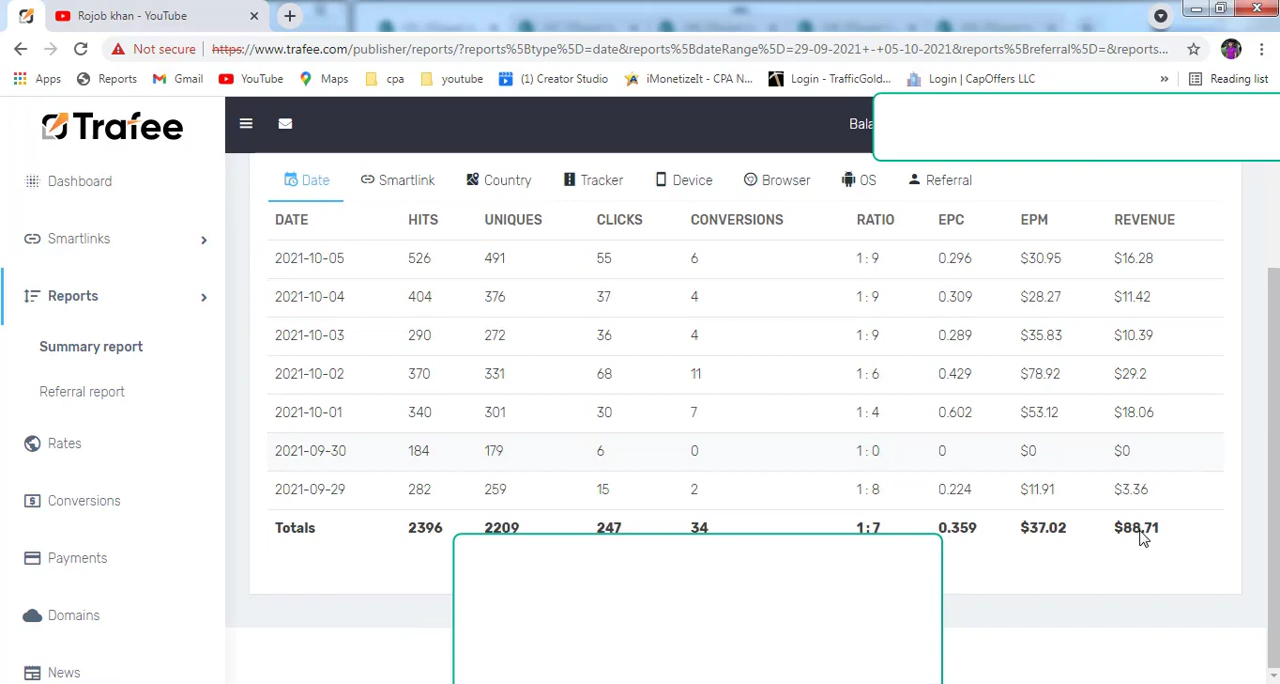 Rojob khan - YouTube
Not secure https://www.trafee.com/publisher/reports/?reports%5Btype%5D=date&reports%5BdateRange%5D=29-09-2021+-+05-10-2021&reports%5Breferral%5D=&reports...
Apps Reports Gmail YouTube Maps cpa youtube (1) Creator Studio iMonetizeIt - CPA N... Login - TrafficGold... Login | CapOffers LLC » Reading list
Trafee
Bala
Dashboard
Smartlinks
Reports
Summary report
Referral report
Rates
Conversions
Payments
Domains
News
Date Smartlink Country Tracker Device Browser OS Referral
DATE HITS UNIQUES CLICKS CONVERSIONS RATIO EPC EPM REVENUE
2021-10-05 526 491 55 6 1 : 9 0.296 $30.95 $16.28
2021-10-04 404 376 37 4 1 : 9 0.309 $28.27 $11.42
2021-10-03 290 272 36 4 1 : 9 0.289 $35.83 $10.39
2021-10-02 370 331 68 11 1 : 6 0.429 $78.92 $29.2
2021-10-01 340 301 30 7 1 : 4 0.602 $53.12 $18.06
2021-09-30 184 179 6 0 1 : 0 0 $0 $0
2021-09-29 282 259 15 2 1 : 8 0.224 $11.91 $3.36
Totals 2396 2209 247 34 1 : 7 0.359 $37.02 $88.71